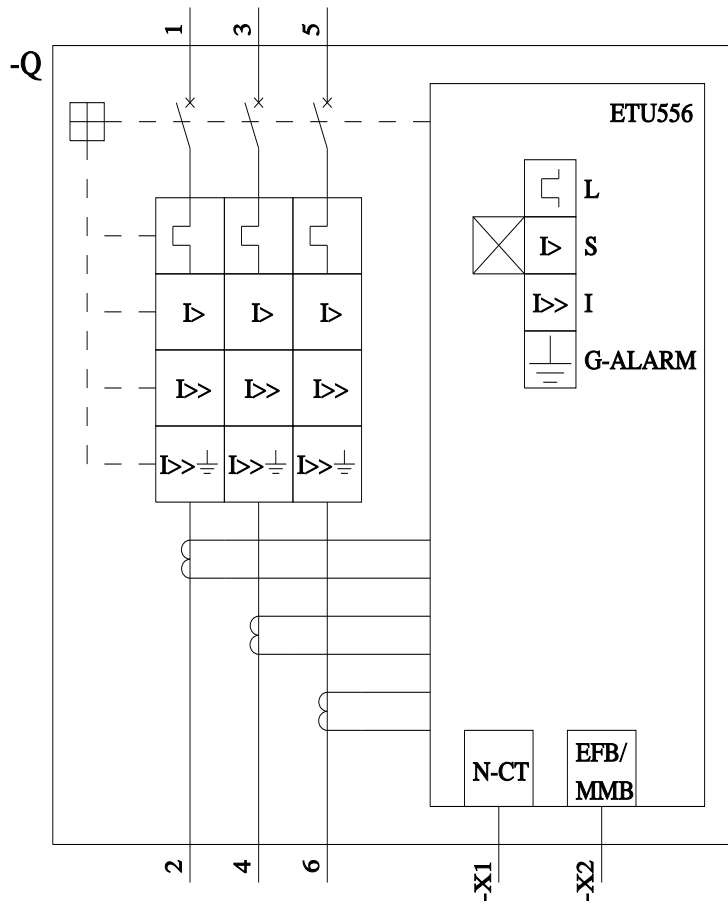 1 3 5
-Q
ETU556
L
I> I> I> I> S
I>> I>> I>> I>> I
G-ALARM
I>> I>> I>>
N-CT
EFB/
MMB
2 4 6 -X1 -X2